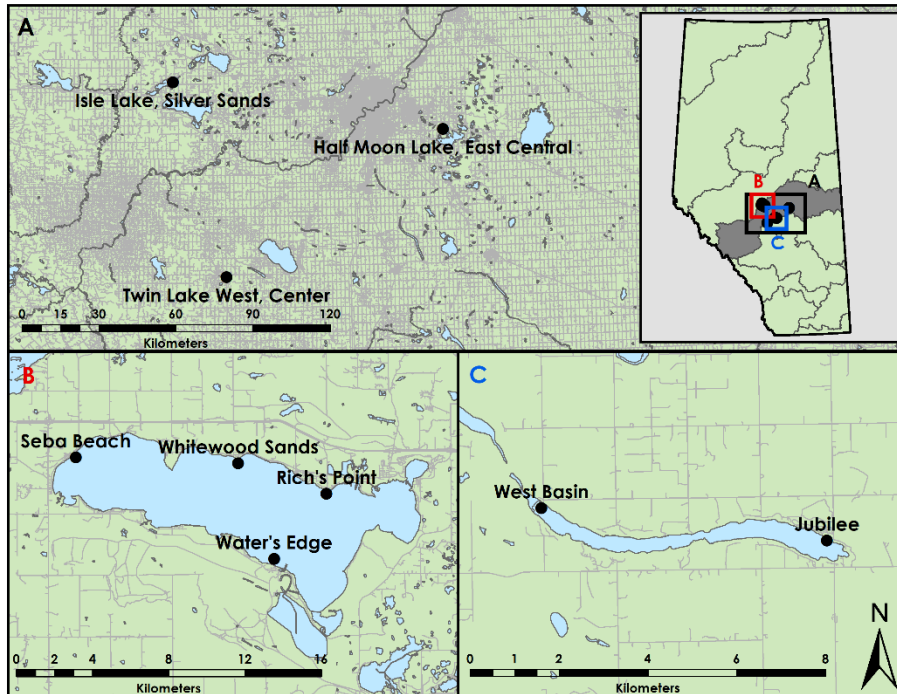 A
Isle Lake, Silver Sands
Half Moon Lake, East Central
Twin Lake West, Center
0 15 30 60 90 120
Kilometers
B
A
C
B
Seba Beach
Whitewood Sands
Rich's Point
Water's Edge
0 2 4 8 12 16
Kilometers
C
West Basin
Jubilee
N
0 1 2 4 6 8
Kilometers